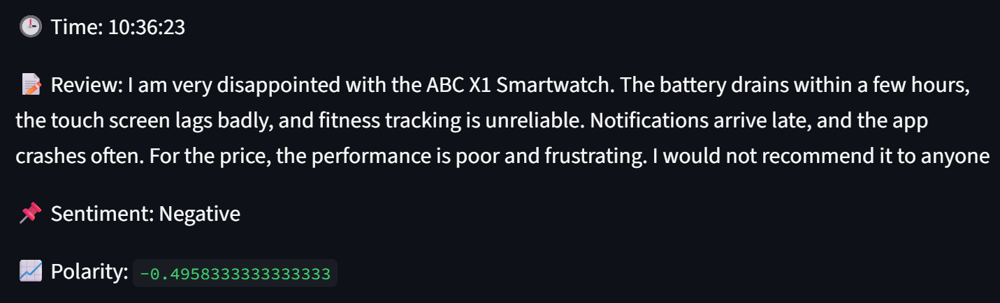 Time: 10:36:23
Review: I am very disappointed with the ABC X1 Smartwatch. The battery drains within a few hours,
the touch screen lags badly, and fitness tracking is unreliable. Notifications arrive late, and the app
crashes often. For the price, the performance is poor and frustrating. I would not recommend it to anyone
Sentiment: Negative
Polarity: -0.4958333333333333